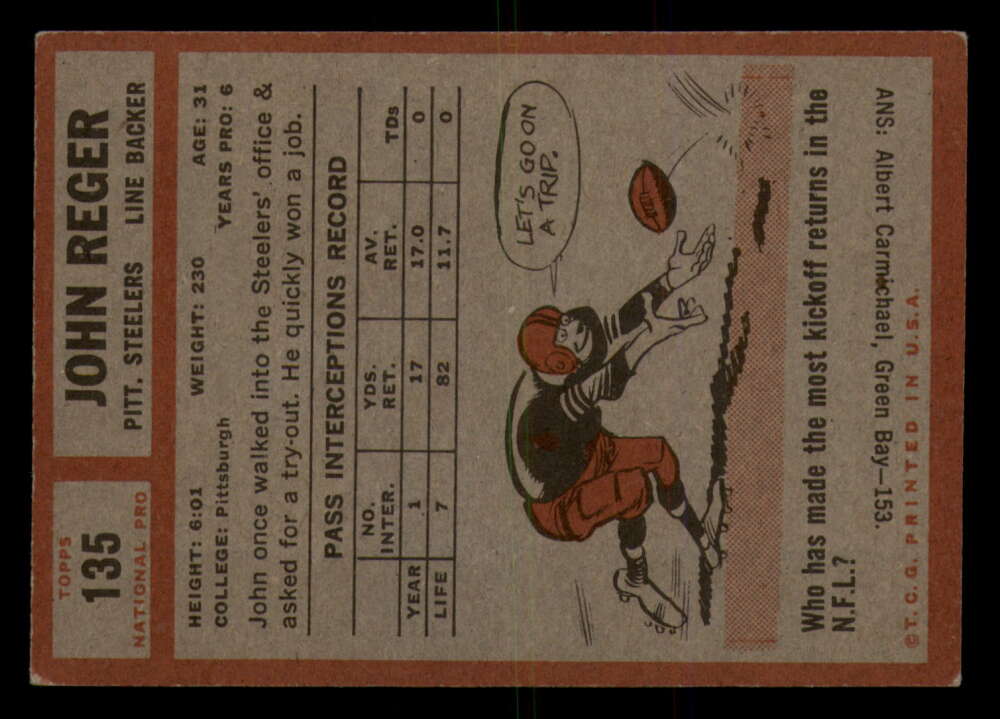 TOPPS
135
NATIONAL PRO
JOHN REGER
PITT. STEELERS LINE BACKER
HEIGHT: 6:01 WEIGHT: 230 AGE: 31
COLLEGE: Pittsburgh YEARS PRO: 6
John once walked into the Steelers' office &
asked for a try-out. He quickly won a job.
PASS INTERCEPTIONS RECORD
NO. INTER. YDS. RET. AV. RET. TDs
YEAR 1 17 17.0 0
LIFE 7 82 11.7 0
LET'S GO ON
A TRIP.
Who has made the most kickoff returns in the
N.F.L.?
ANS: Albert Carmichael, Green Bay—153.
©T.C.G. PRINTED IN U.S.A.